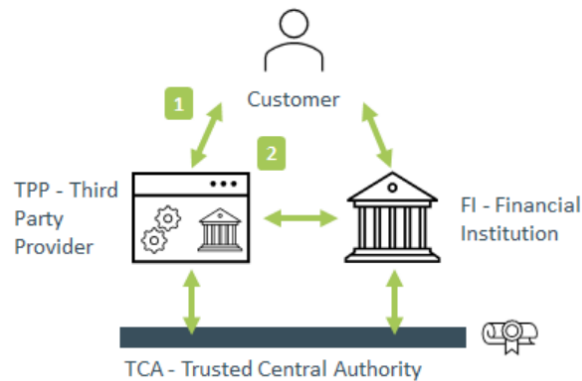 Customer
1
2
TPP - Third
Party
Provider
FI - Financial
Institution
TCA - Trusted Central Authority